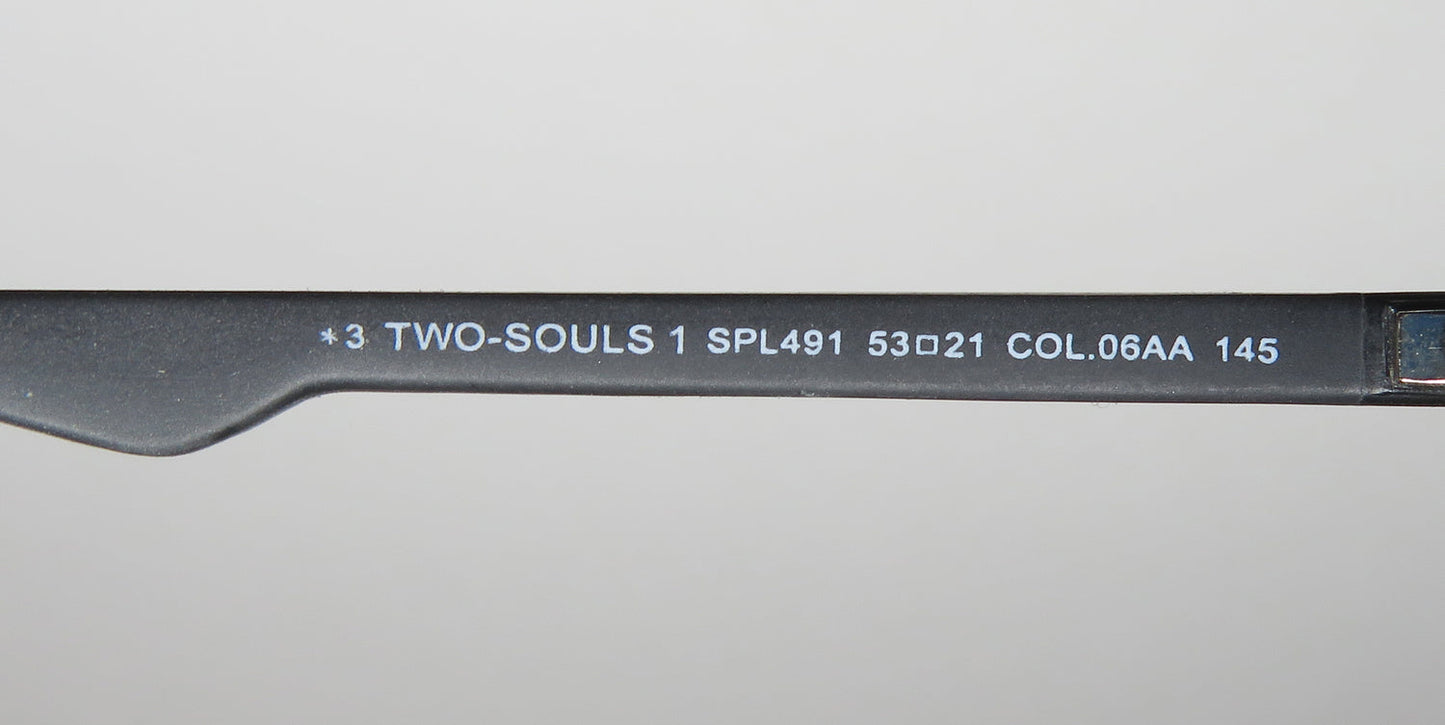 *3 TWO-SOULS 1 SPL491 53□21 COL.06AA 145